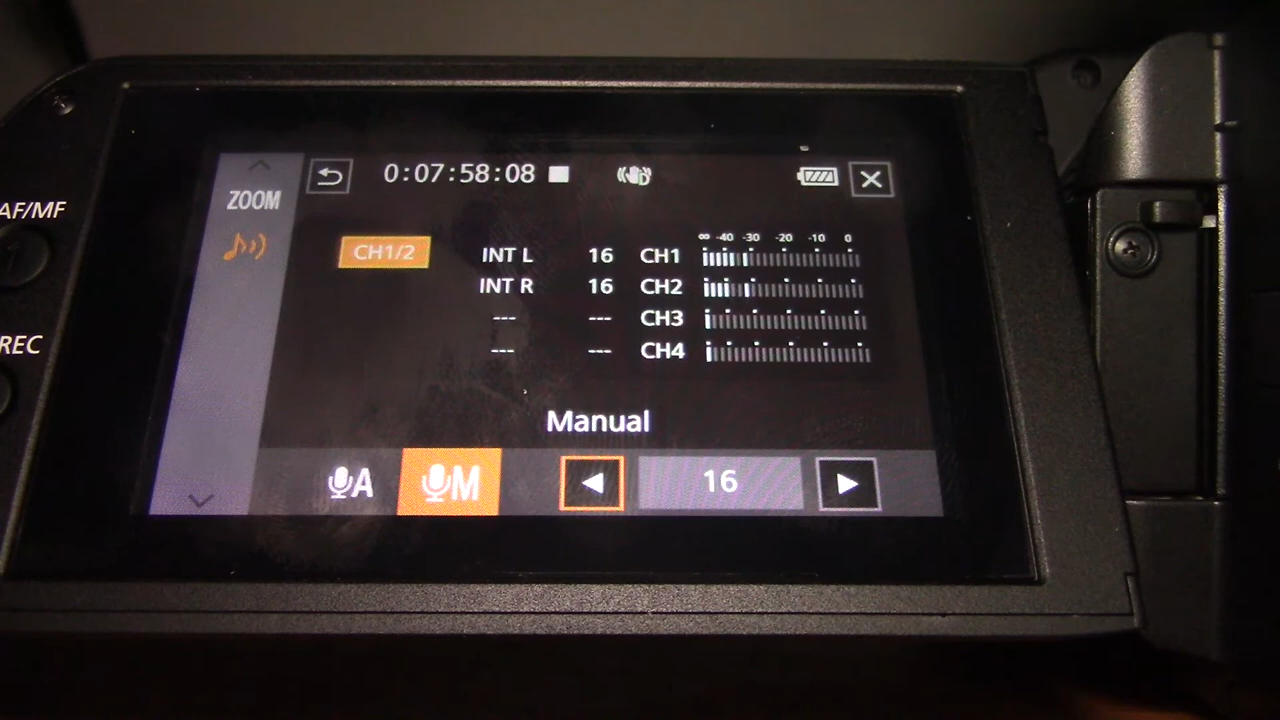 AF/MF
REC
ZOOM
0:07:58:08
CH1/2
∞ -40 -30 -20 -10 0
INT L 16 CH1
INT R 16 CH2
--- --- CH3
--- --- CH4
Manual
A M 16